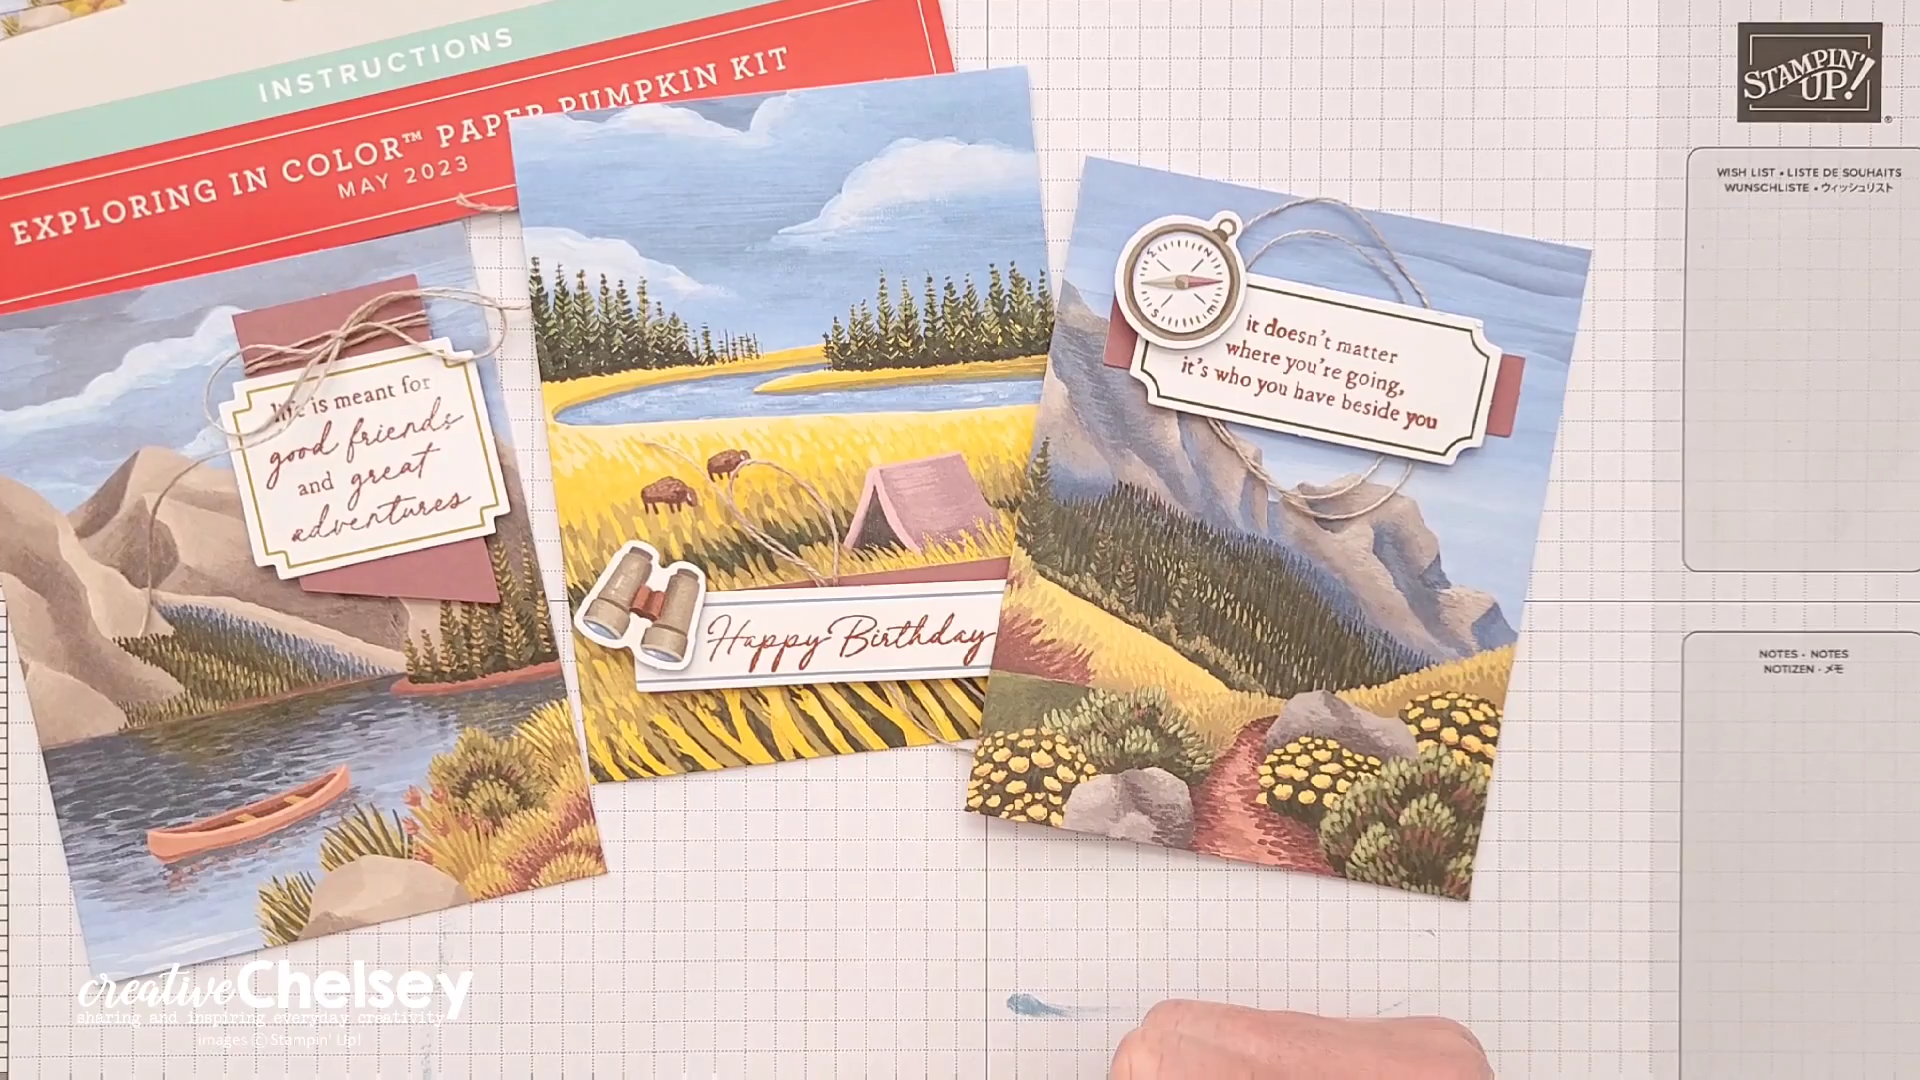 INSTRUCTIONS
EXPLORING IN COLOR™ PAPER PUMPKIN KIT
MAY 2023
life is meant for
good friends
and great
adventures
Happy Birthday
N
E
S
it doesn't matter
where you're going,
it's who you have beside you
STAMPIN'
UP!®
WISH LIST • LISTE DE SOUHAITS
WUNSCHLISTE • ウィッシュリスト
NOTES - NOTES
NOTIZEN - メモ
creativeChelsey
sharing and inspiring everyday creativity
images © Stampin' Up!